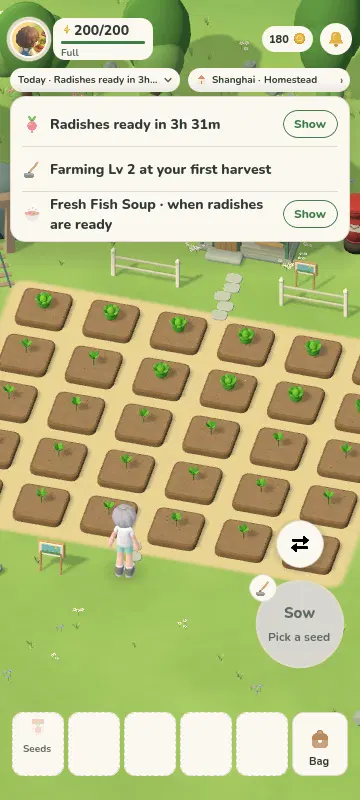 200/200
Full
180
Today · Radishes ready in 3h...
Shanghai · Homestead
Radishes ready in 3h 31m
Show
Farming Lv 2 at your first harvest
Fresh Fish Soup · when radishes
are ready
Show
Sow
Pick a seed
Seeds
Bag